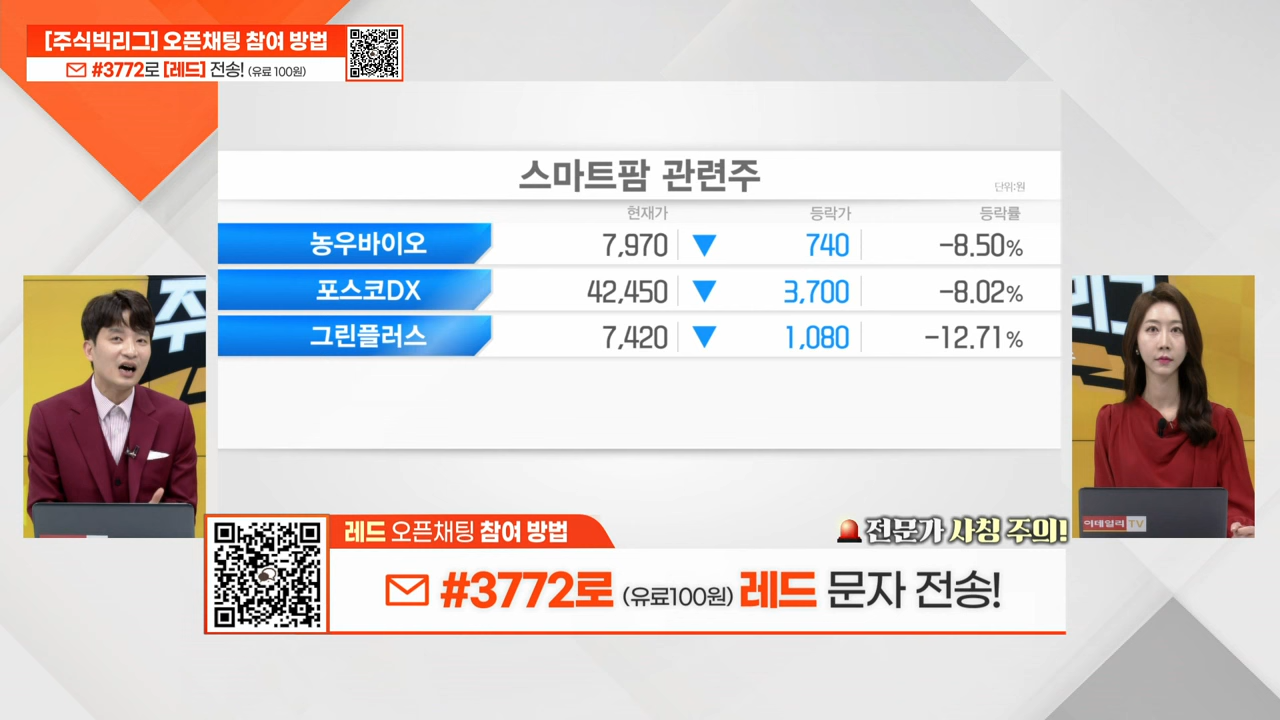 [주식빅리그] 오픈채팅 참여 방법
#3772로 [레드] 전송! (유료 100원)
스마트팜 관련주
단위:원
현재가 등락가 등락률
농우바이오 7,970 ▼ 740 -8.50%
포스코DX 42,450 ▼ 3,700 -8.02%
그린플러스 7,420 ▼ 1,080 -12.71%
주
리그
이데일리 TV
레드 오픈채팅 참여 방법
전문가 사칭 주의!
#3772로 (유료100원) 레드 문자 전송!